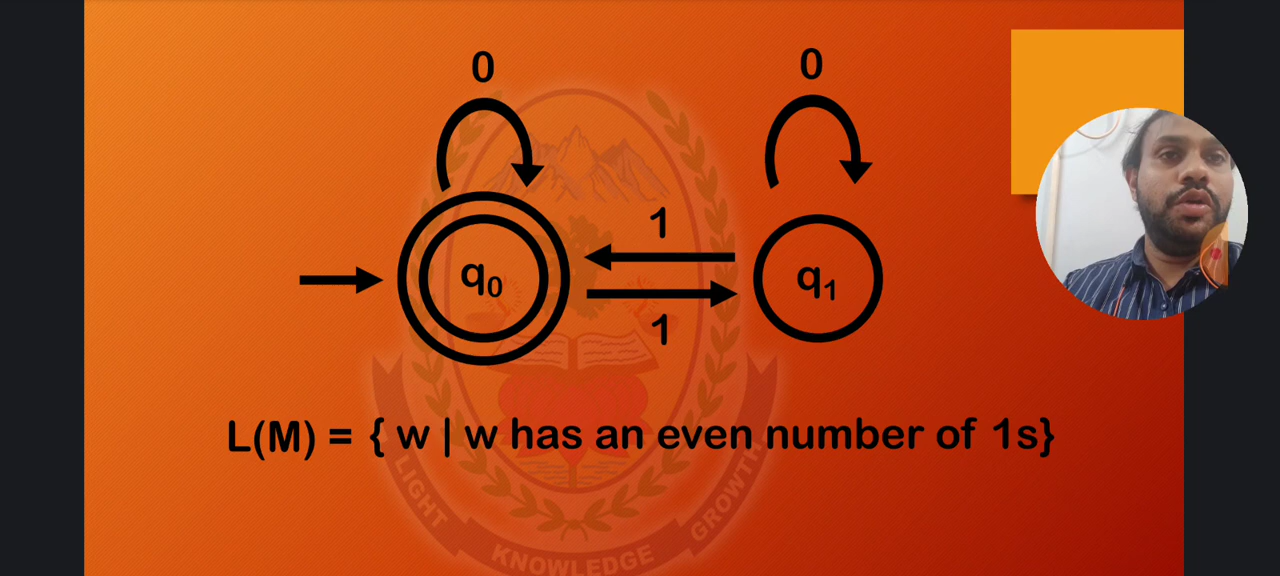 0
0
1
q0
q1
1
L(M) = { w | w has an even number of 1s}
LIGHT
KNOWLEDGE
GROWTH